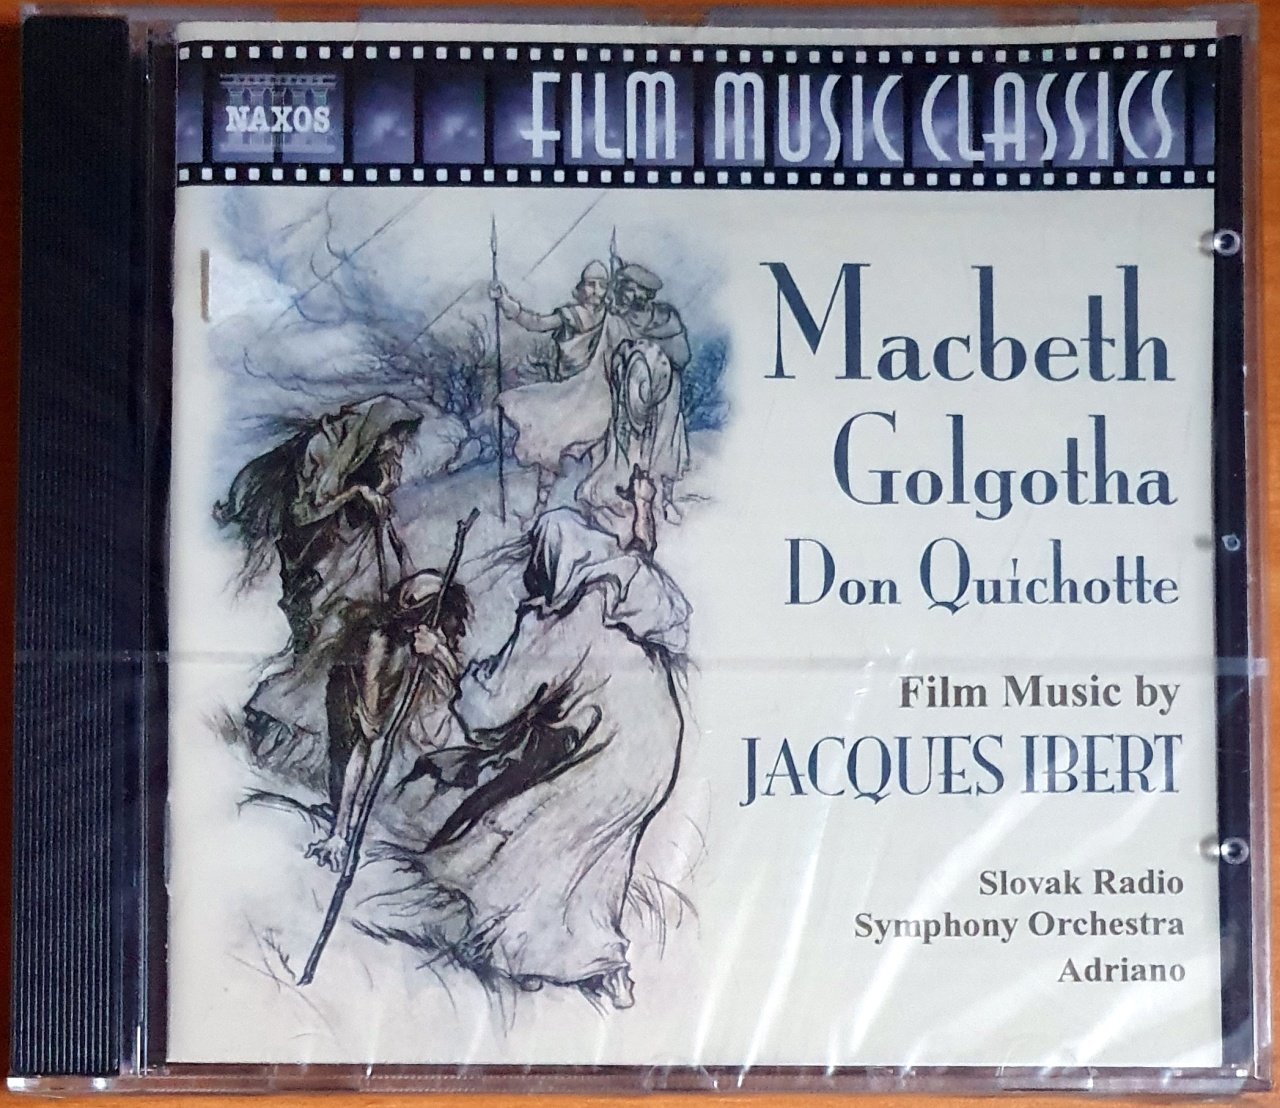 NAXOS
FILM MUSIC CLASSICS
Macbeth
Golgotha
Don Quichotte
Film Music by
JACQUES IBERT
Slovak Radio
Symphony Orchestra
Adriano